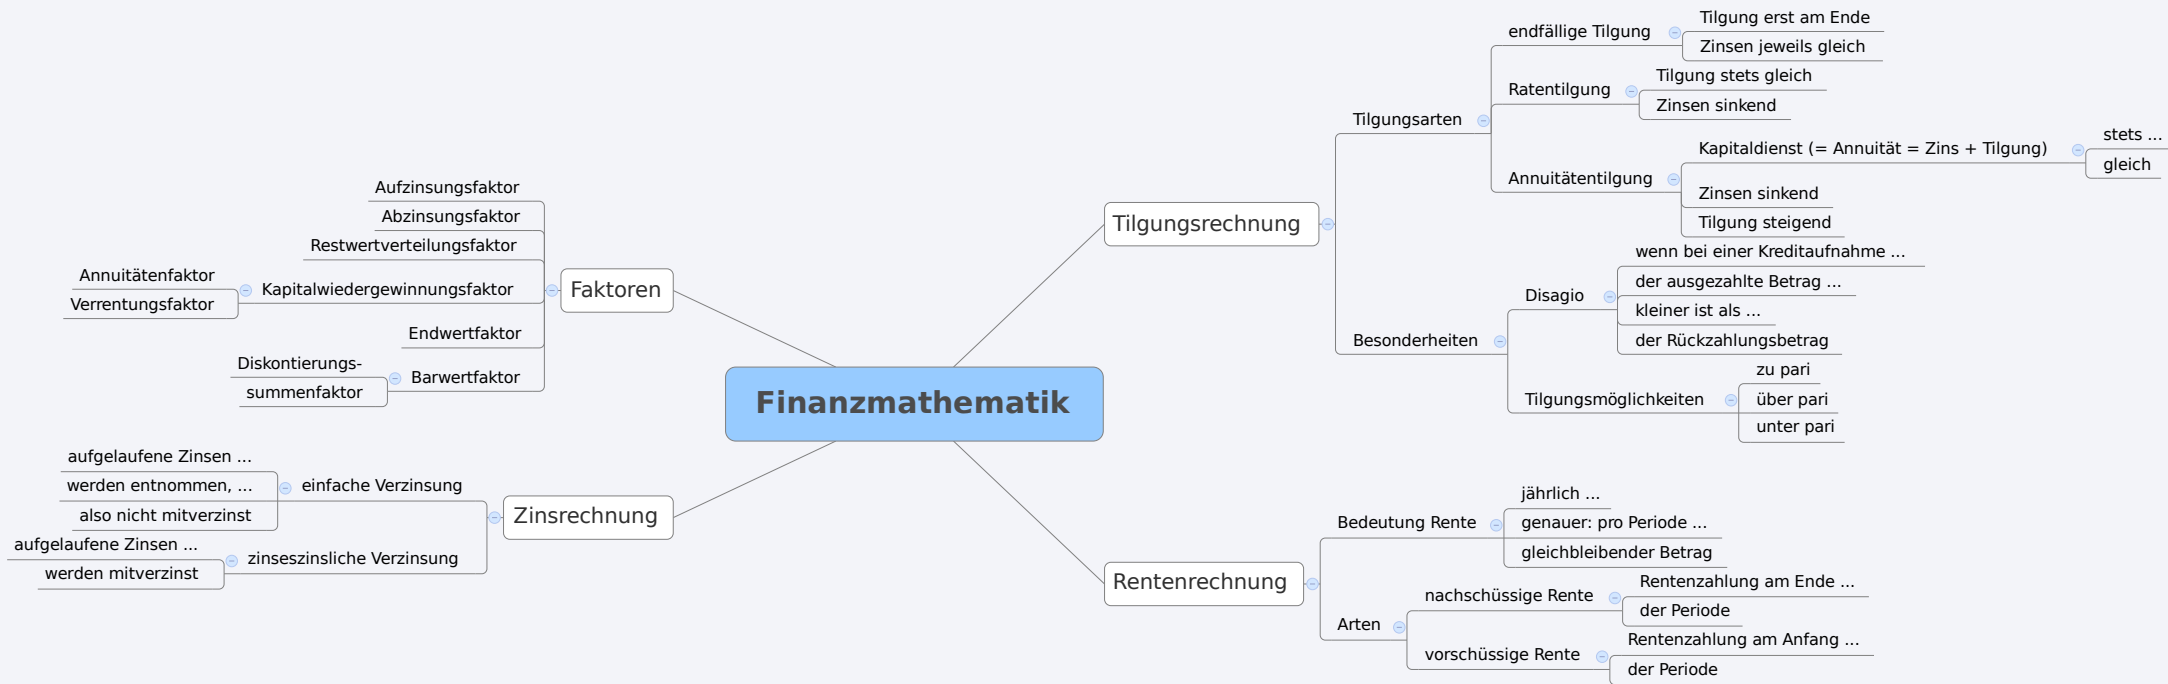 Finanzmathematik
Tilgungsrechnung
Tilgungsarten
endfällige Tilgung
Tilgung erst am Ende
Zinsen jeweils gleich
Ratentilgung
Tilgung stets gleich
Zinsen sinkend
Annuitätentilgung
Kapitaldienst (= Annuität = Zins + Tilgung)
stets ...
gleich
Zinsen sinkend
Tilgung steigend
Besonderheiten
Disagio
wenn bei einer Kreditaufnahme ...
der ausgezahlte Betrag ...
kleiner ist als ...
der Rückzahlungsbetrag
Tilgungsmöglichkeiten
zu pari
über pari
unter pari
Rentenrechnung
Bedeutung Rente
jährlich ...
genauer: pro Periode ...
gleichbleibender Betrag
Arten
nachschüssige Rente
Rentenzahlung am Ende ...
der Periode
vorschüssige Rente
Rentenzahlung am Anfang ...
der Periode
Faktoren
Aufzinsungsfaktor
Abzinsungsfaktor
Restwertverteilungsfaktor
Kapitalwiedergewinnungsfaktor
Annuitätenfaktor
Verrentungsfaktor
Endwertfaktor
Barwertfaktor
Diskontierungs-
summenfaktor
Zinsrechnung
einfache Verzinsung
aufgelaufene Zinsen ...
werden entnommen, ...
also nicht mitverzinst
zinseszinsliche Verzinsung
aufgelaufene Zinsen ...
werden mitverzinst